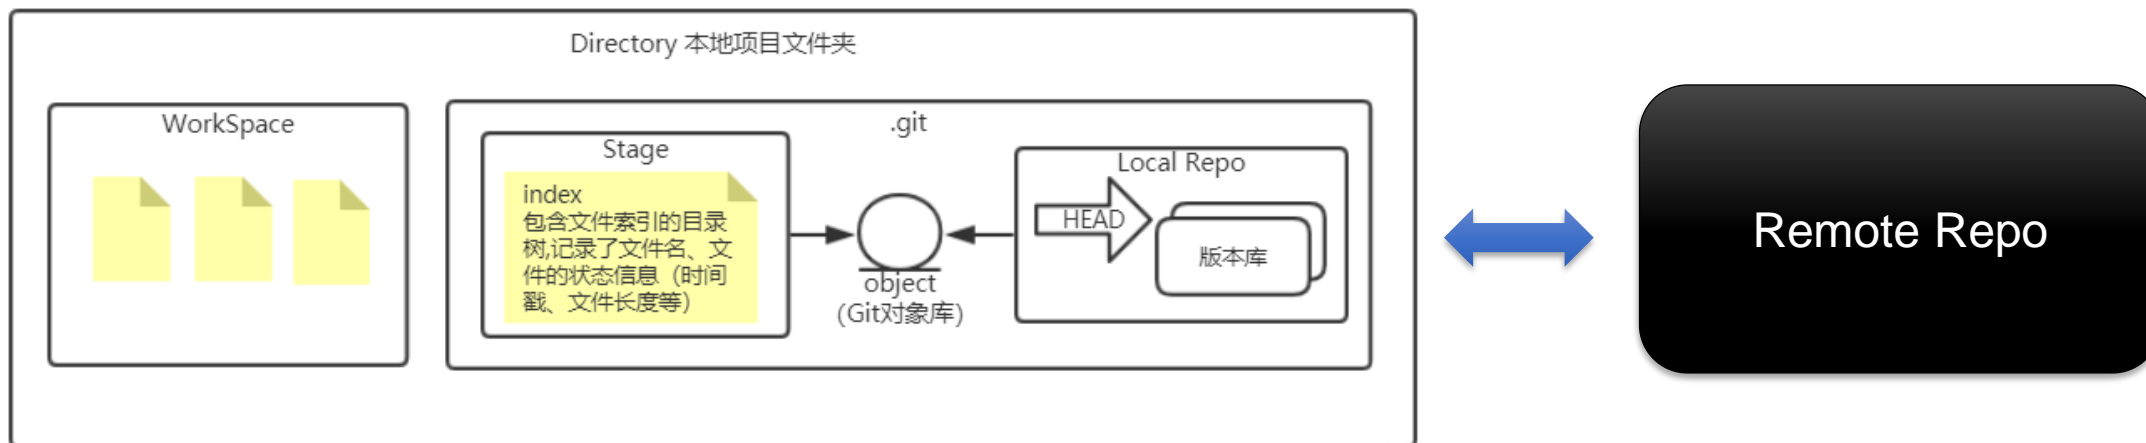 Directory 本地项目文件夹
WorkSpace
.git
Stage
index
包含文件索引的目录
树,记录了文件名、文
件的状态信息（时间
戳、文件长度等）
object
(Git对象库)
Local Repo
HEAD
版本库
Remote Repo